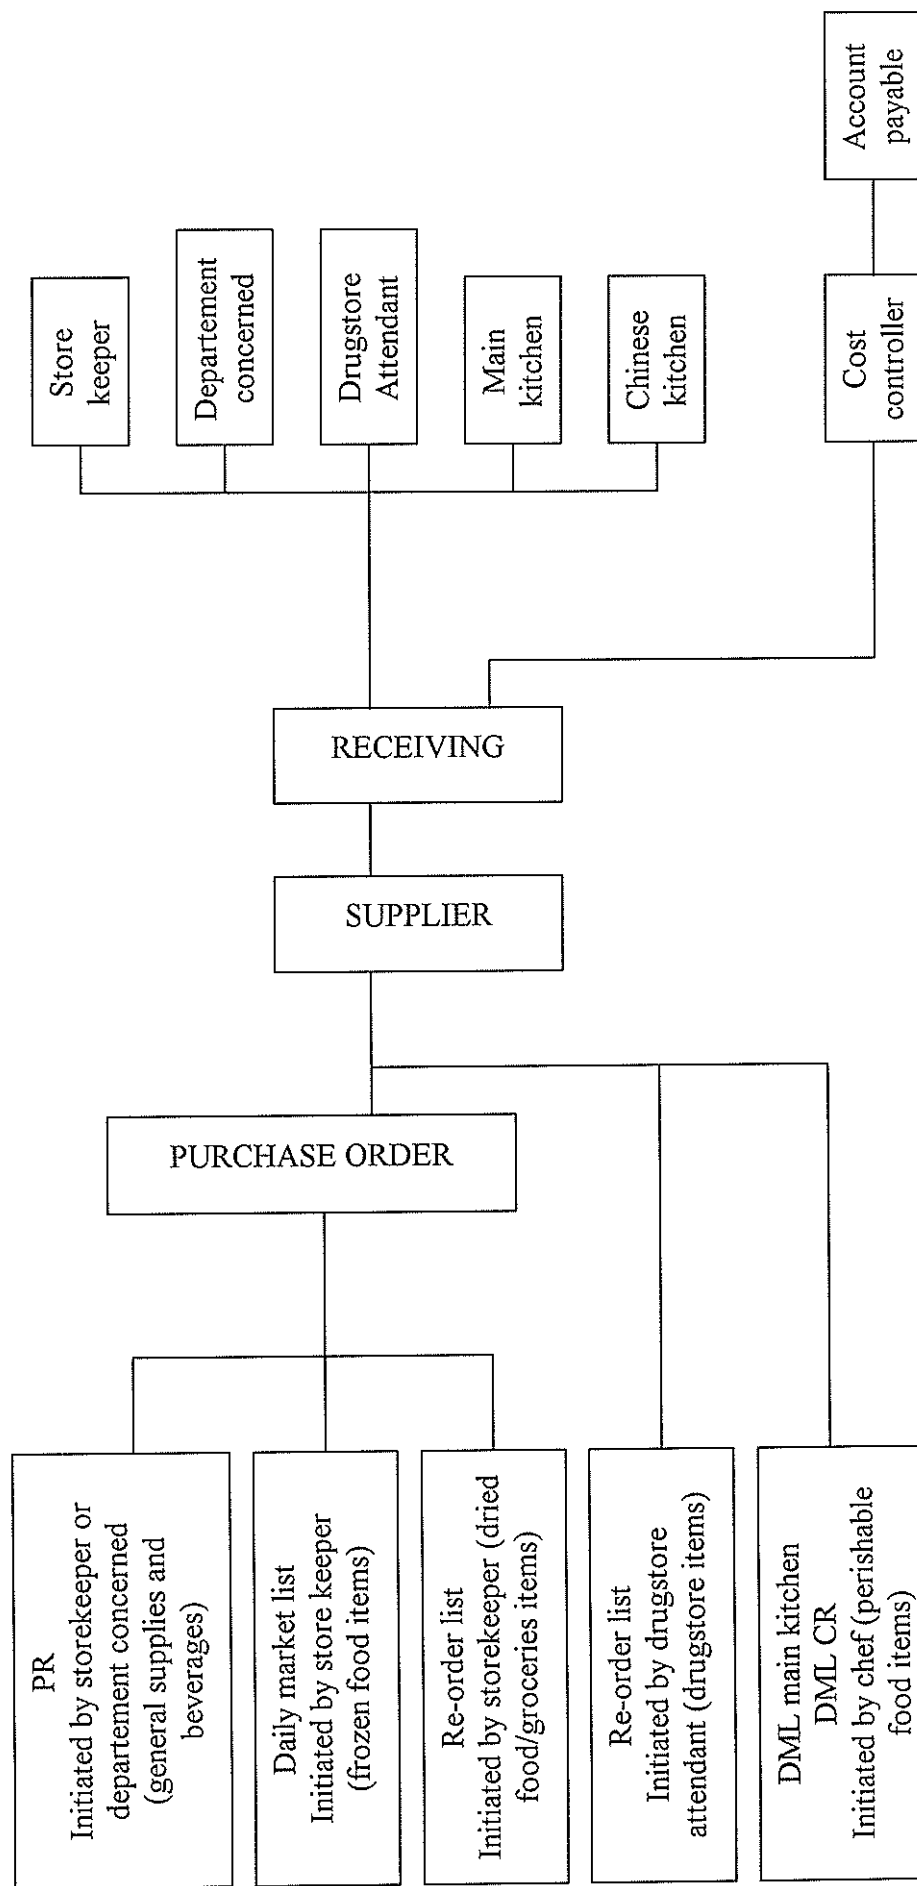 PR
Initiated by storekeeper or
departement concerned
(general supplies and
beverages)
Daily market list
Initiated by store keeper
(frozen food items)
Re-order list
Initiated by storekeeper (dried
food/groceries items)
Re-order list
Initiated by drugstore
attendant (drugstore items)
DML main kitchen
DML CR
Initiated by chef (perishable
food items)
PURCHASE ORDER
SUPPLIER
RECEIVING
Store
keeper
Departement
concerned
Drugstore
Attendant
Main
kitchen
Chinese
kitchen
Cost
controller
Account
payable